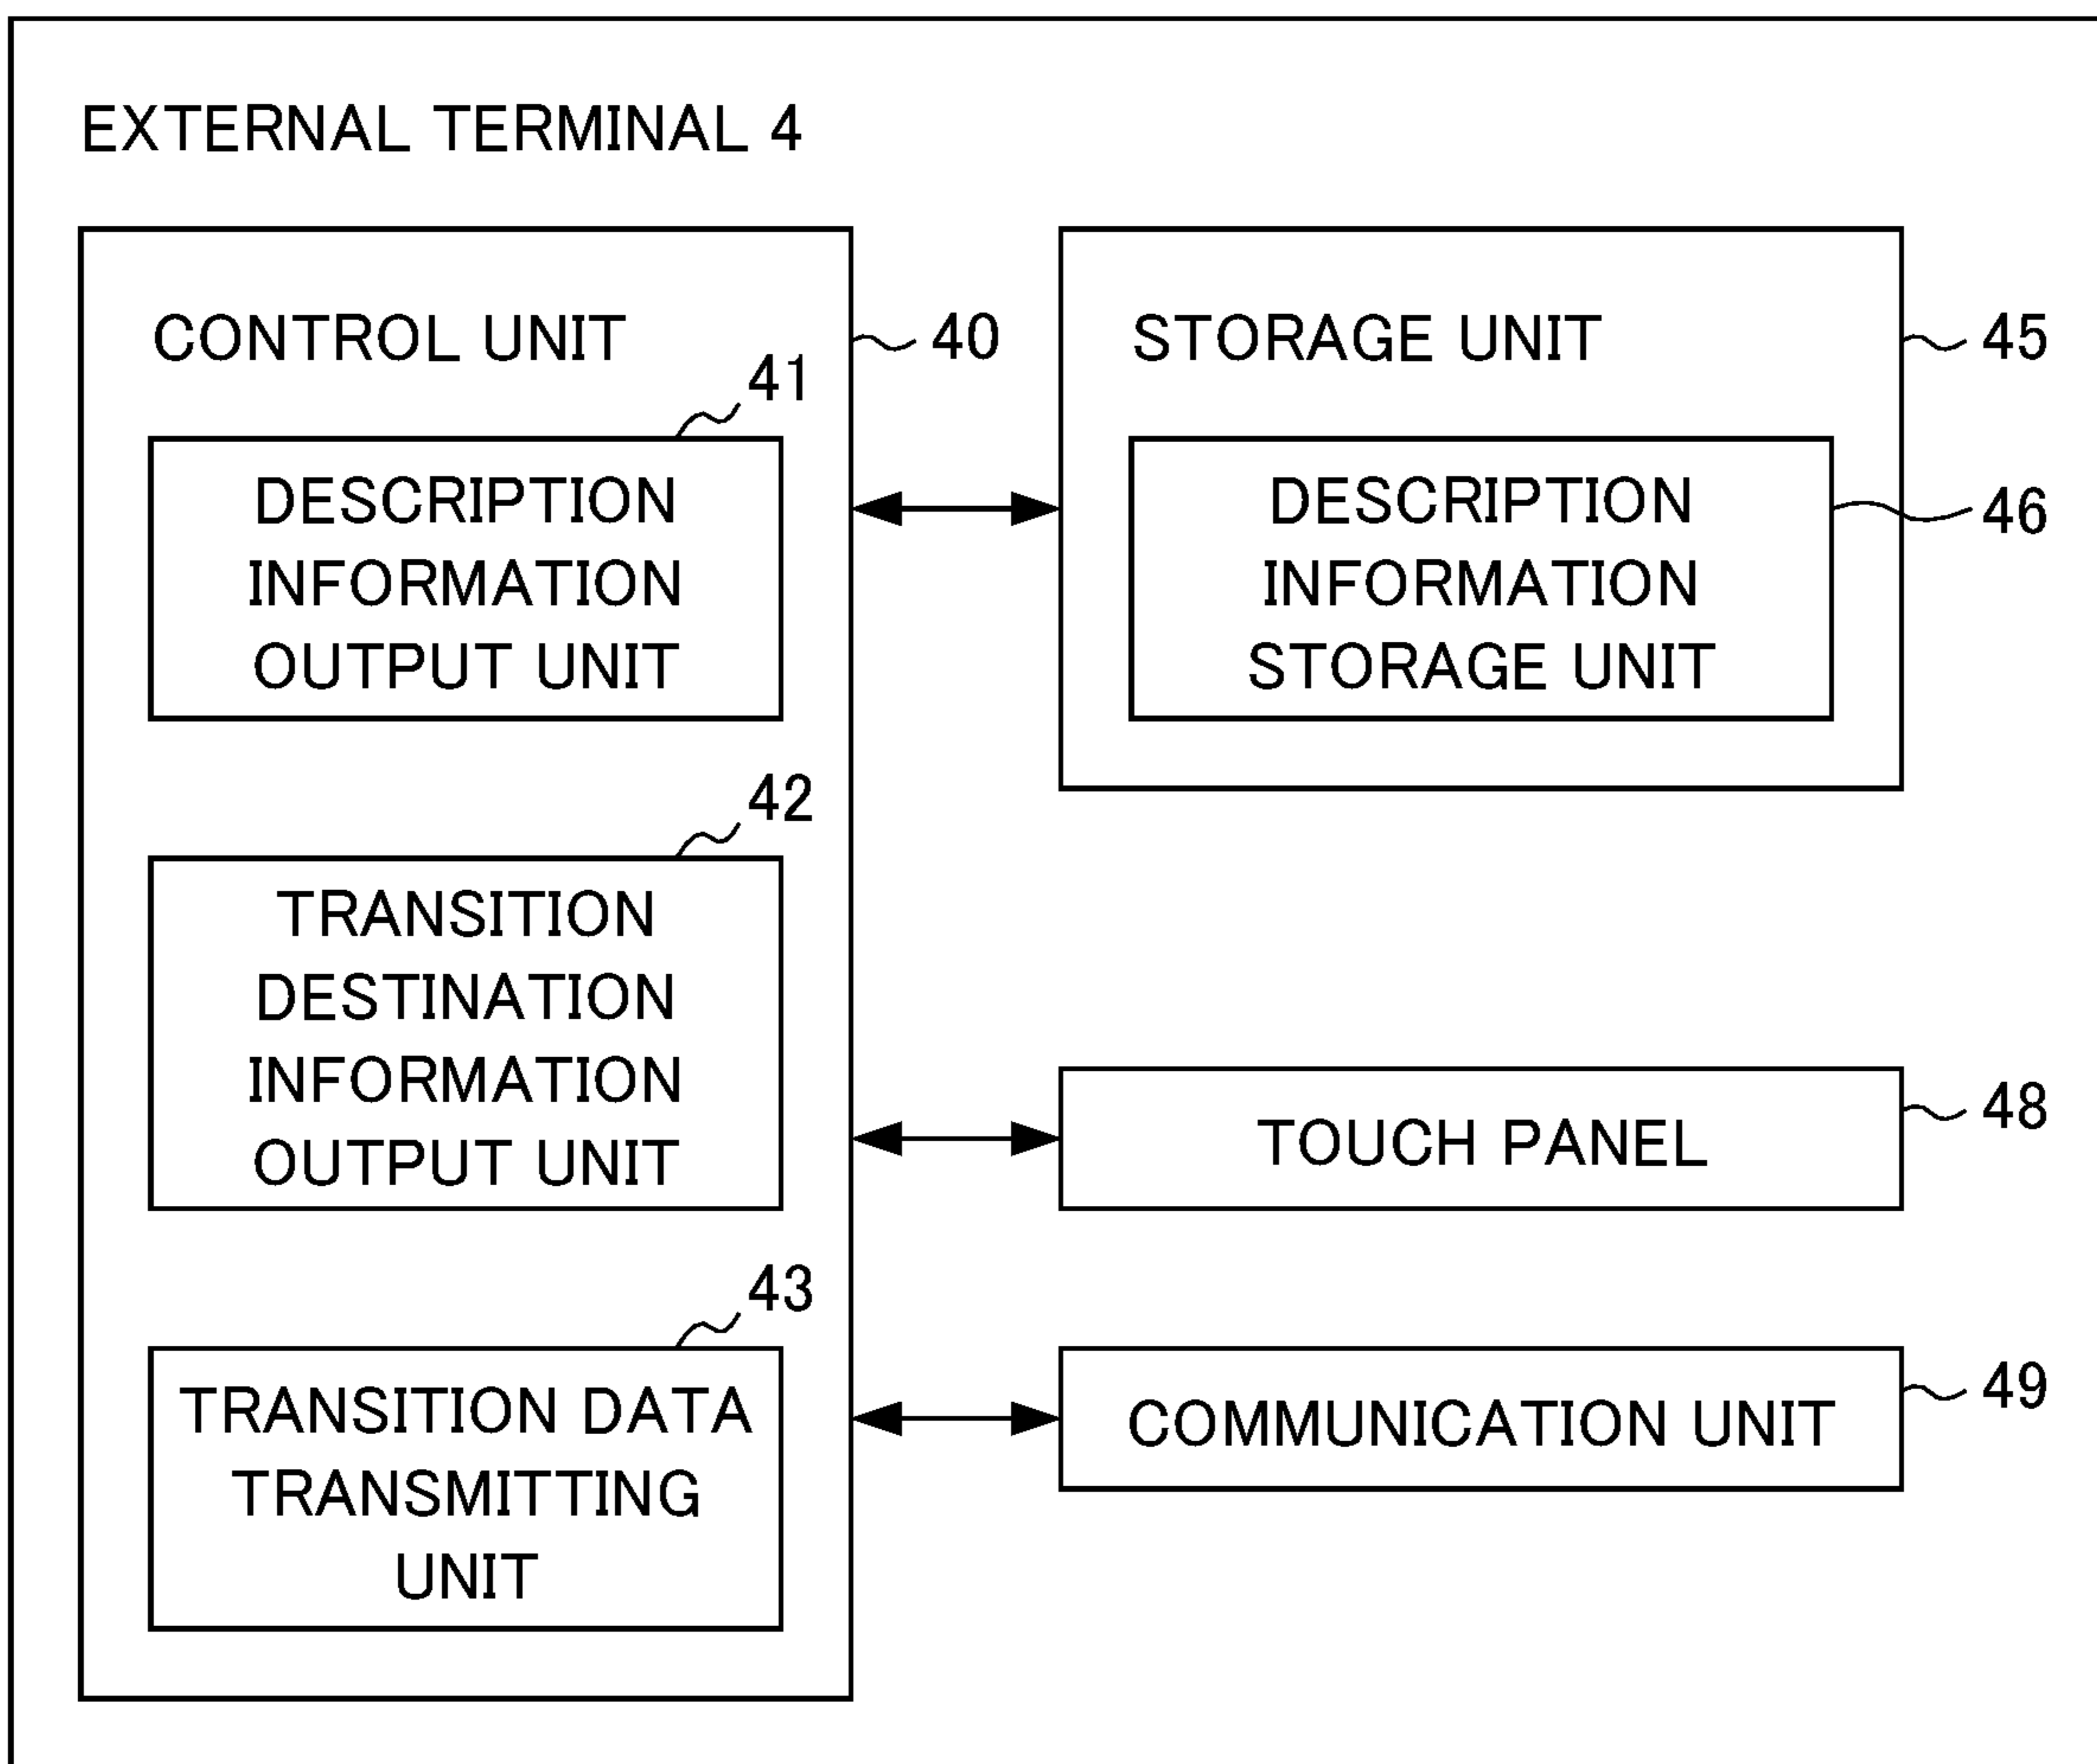 EXTERNAL TERMINAL 4
CONTROL UNIT
40
41
DESCRIPTION
INFORMATION
OUTPUT UNIT
42
TRANSITION
DESTINATION
INFORMATION
OUTPUT UNIT
43
TRANSITION DATA
TRANSMITTING
UNIT
STORAGE UNIT
45
DESCRIPTION
INFORMATION
STORAGE UNIT
46
TOUCH PANEL
48
COMMUNICATION UNIT
49